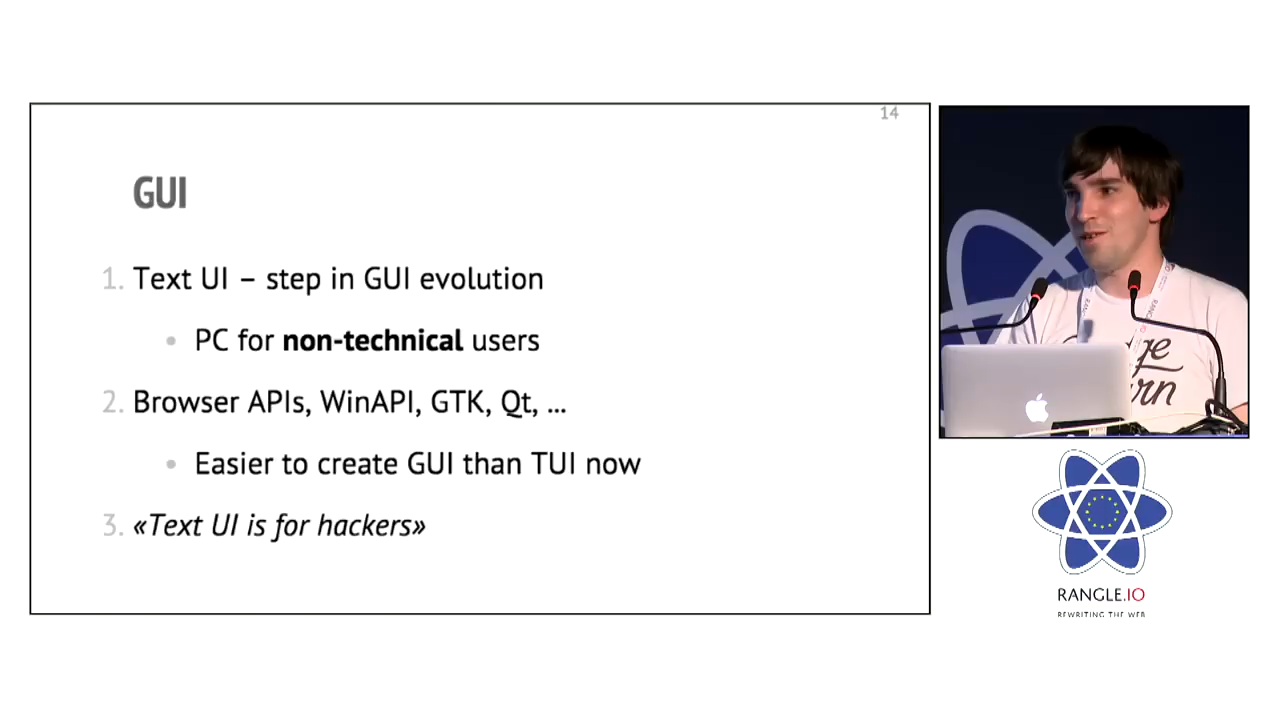 14
GUI
1. Text UI – step in GUI evolution
• PC for non-technical users
2. Browser APIs, WinAPI, GTK, Qt, ...
• Easier to create GUI than TUI now
3. «Text UI is for hackers»
RANGLE.IO
REWRITING THE WEB